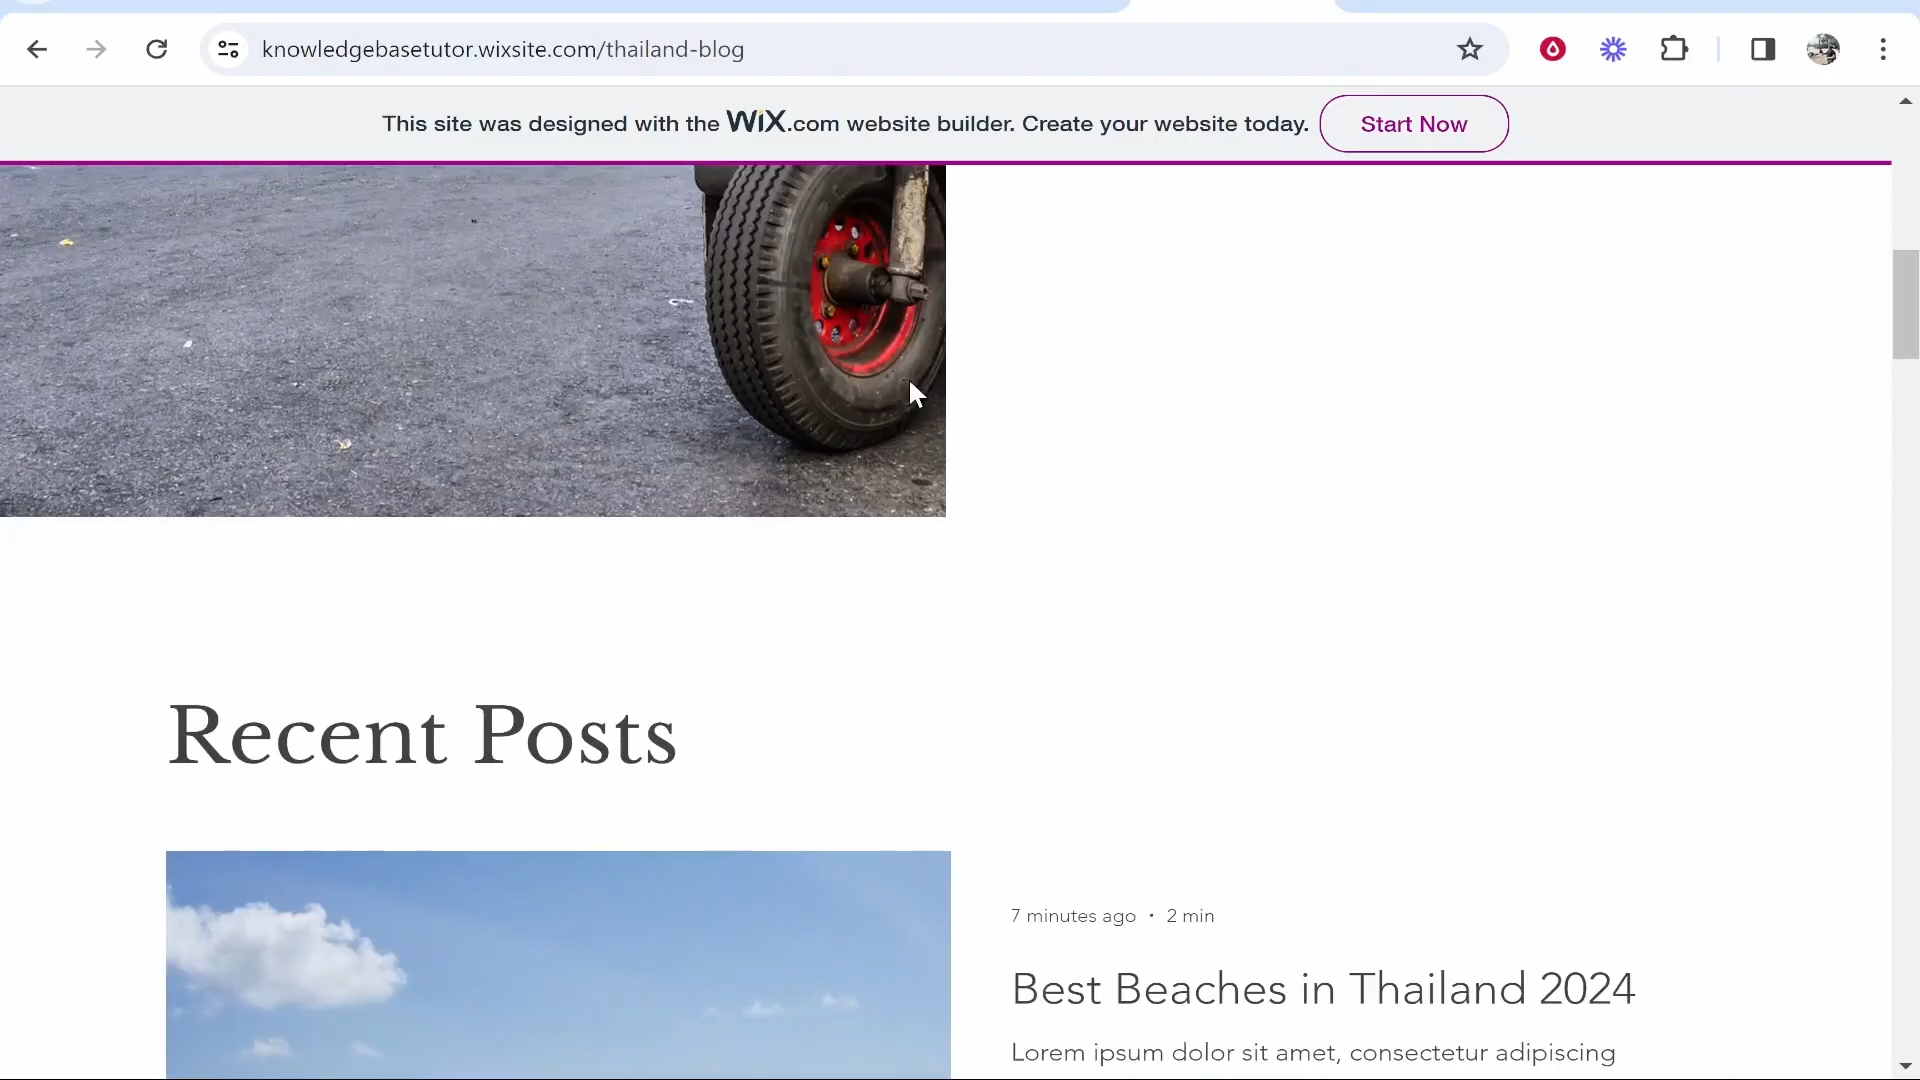 knowledgebasetutor.wixsite.com/thailand-blog
This site was designed with the WiX.com website builder. Create your website today. Start Now
Recent Posts
7 minutes ago · 2 min
Best Beaches in Thailand 2024
Lorem ipsum dolor sit amet, consectetur adipiscing